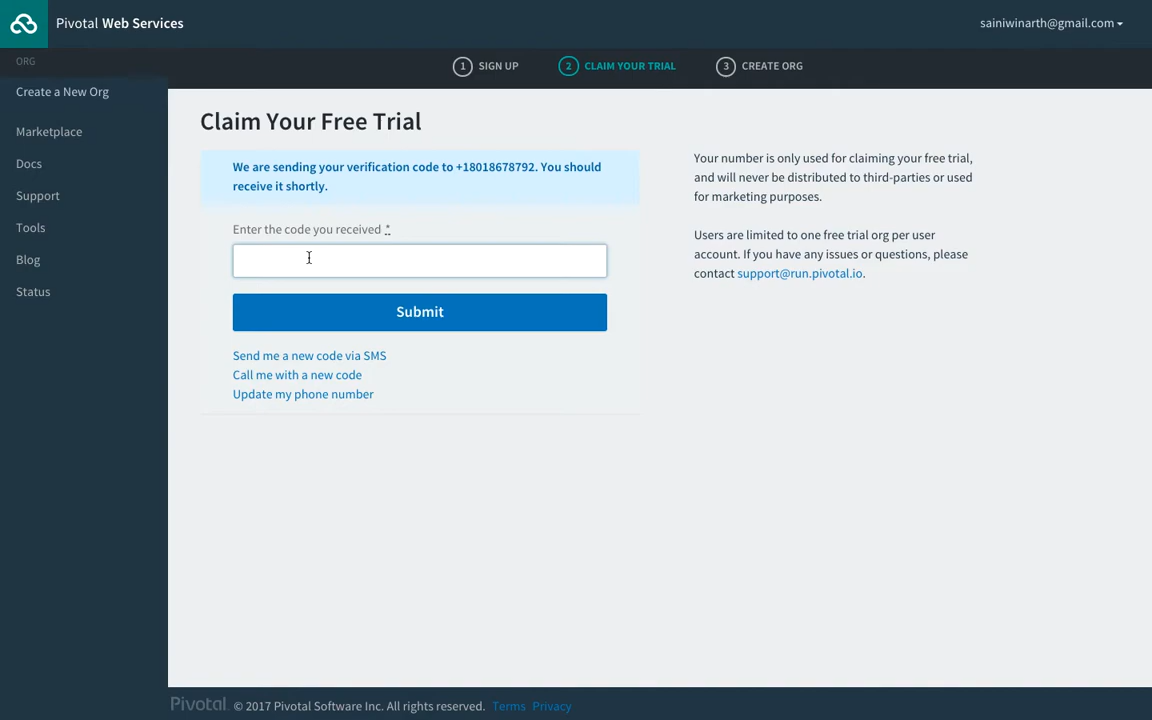 Pivotal Web Services
sainiwinarth@gmail.com
ORG
1 SIGN UP
2 CLAIM YOUR TRIAL
3 CREATE ORG
Create a New Org
Marketplace
Docs
Support
Tools
Blog
Status
Claim Your Free Trial
We are sending your verification code to +18018678792. You should
receive it shortly.
Enter the code you received *
Submit
Send me a new code via SMS
Call me with a new code
Update my phone number
Your number is only used for claiming your free trial,
and will never be distributed to third-parties or used
for marketing purposes.
Users are limited to one free trial org per user
account. If you have any issues or questions, please
contact support@run.pivotal.io.
Pivotal © 2017 Pivotal Software Inc. All rights reserved. Terms Privacy